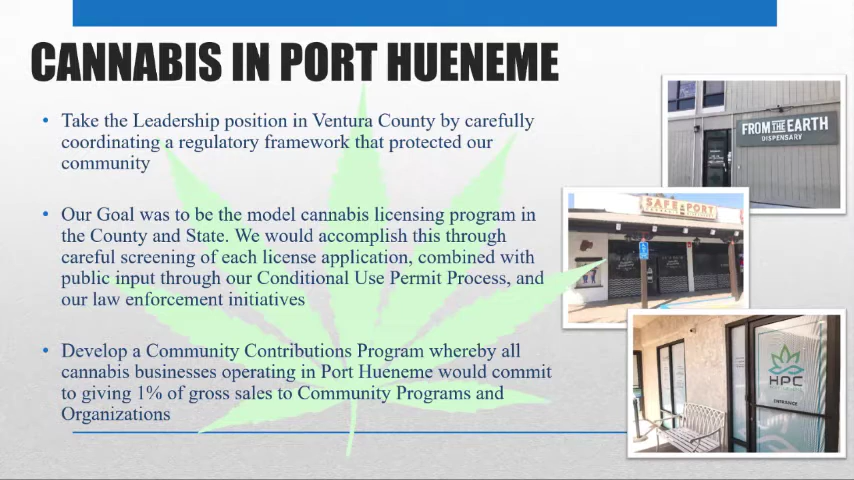 CANNABIS IN PORT HUENEME
• Take the Leadership position in Ventura County by carefully
coordinating a regulatory framework that protected our
community
• Our Goal was to be the model cannabis licensing program in
the County and State. We would accomplish this through
careful screening of each license application, combined with
public input through our Conditional Use Permit Process, and
our law enforcement initiatives
• Develop a Community Contributions Program whereby all
cannabis businesses operating in Port Hueneme would commit
to giving 1% of gross sales to Community Programs and
Organizations
FROM THE EARTH
DISPENSARY
SAFEPORT
HPC
ENTRANCE